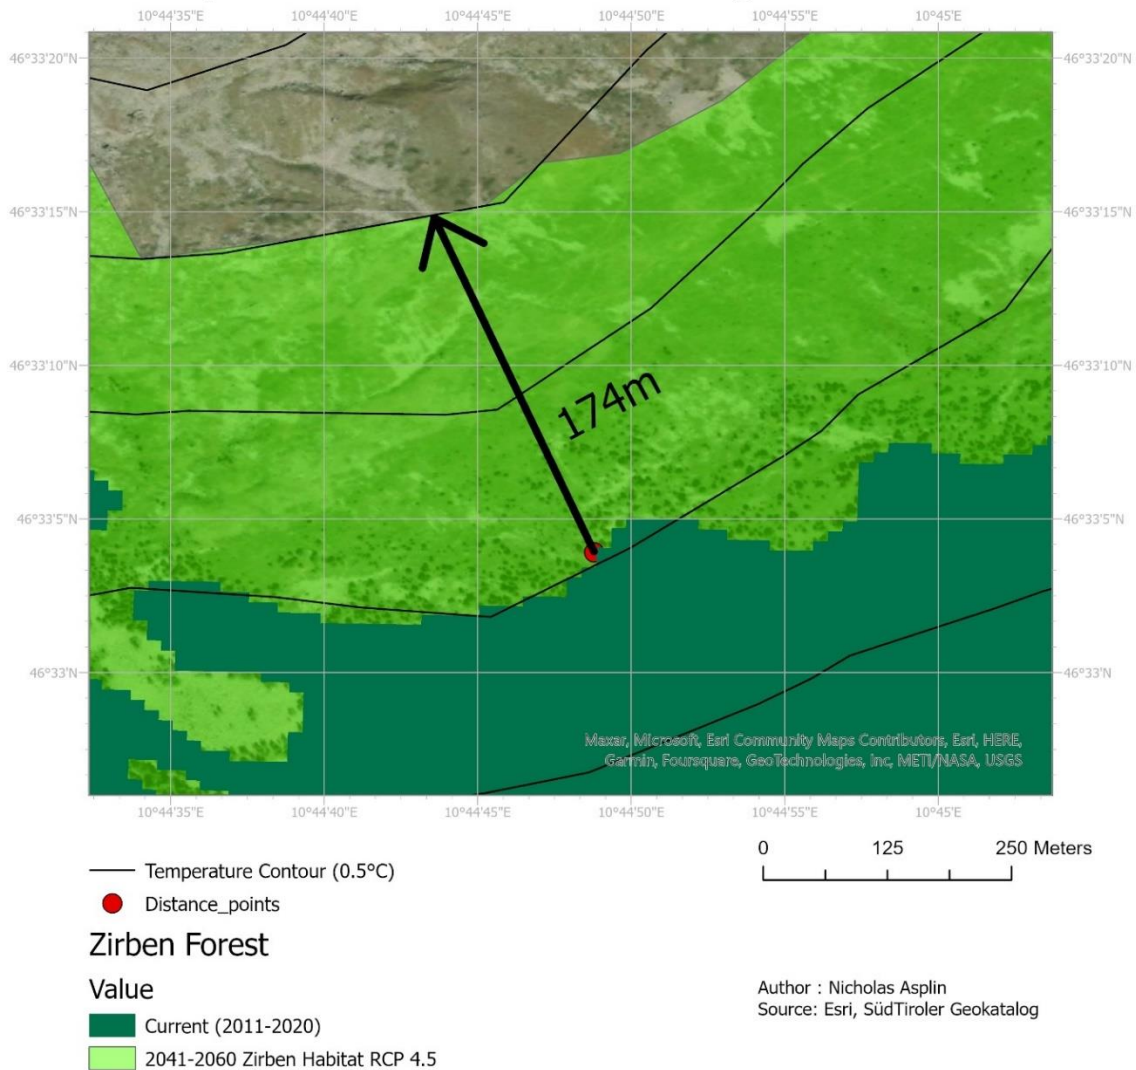 10°44'35"E 10°44'40"E 10°44'45"E 10°44'50"E 10°44'55"E 10°45'E
46°33'20"N 46°33'20"N
46°33'15"N 46°33'15"N
46°33'10"N 46°33'10"N
174m
46°33'5"N 46°33'5"N
46°33'N 46°33'N
Maxar, Microsoft, Esri Community Maps Contributors, Esri, HERE,
Garmin, Foursquare, GeoTechnologies, Inc, METI/NASA, USGS
10°44'35"E 10°44'40"E 10°44'45"E 10°44'50"E 10°44'55"E 10°45'E
0 125 250 Meters
Temperature Contour (0.5°C)
Distance_points
Zirben Forest
Value
Current (2011-2020)
2041-2060 Zirben Habitat RCP 4.5
Author : Nicholas Asplin
Source: Esri, SüdTiroler Geokatalog